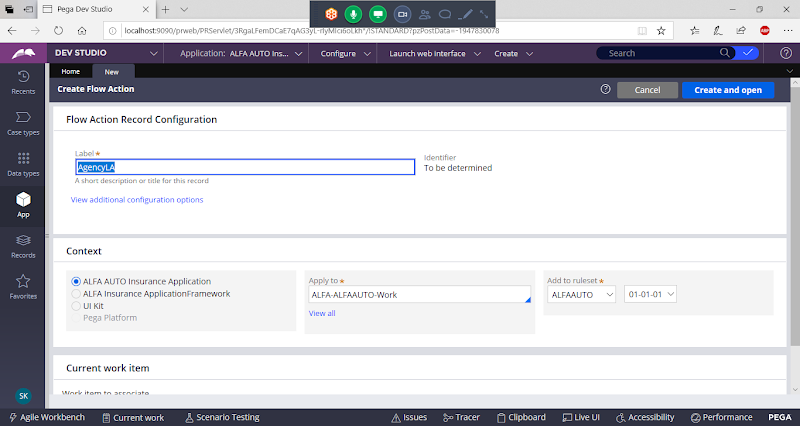 Pega Dev Studio
localhost:9090/prweb/PRServlet/
/!STANDARD?pzPostData=-1947830078
DEV STUDIO
Application: ALFA AUTO Ins...
Configure
Launch web interface
Create
Search
Home
New
Recents
Create Flow Action
Cancel
Create and open
Case types
Flow Action Record Configuration
Label*
Identifier
AgencyLA
To be determined
A short description or title for this record
Data types
View additional configuration options
App
Records
Context
ALFA AUTO Insurance Application
ALFA Insurance ApplicationFramework
UI Kit
Pega Platform
Apply to*
ALFA-ALFAAUTO-Work
View all
Add to ruleset*
ALFAAUTO
01-01-01
Favorites
Current work item
Work item to associate
SK
Agile Workbench
Current work
Scenario Testing
Issues
Tracer
Clipboard
Live UI
Accessibility
Performance
PEGA